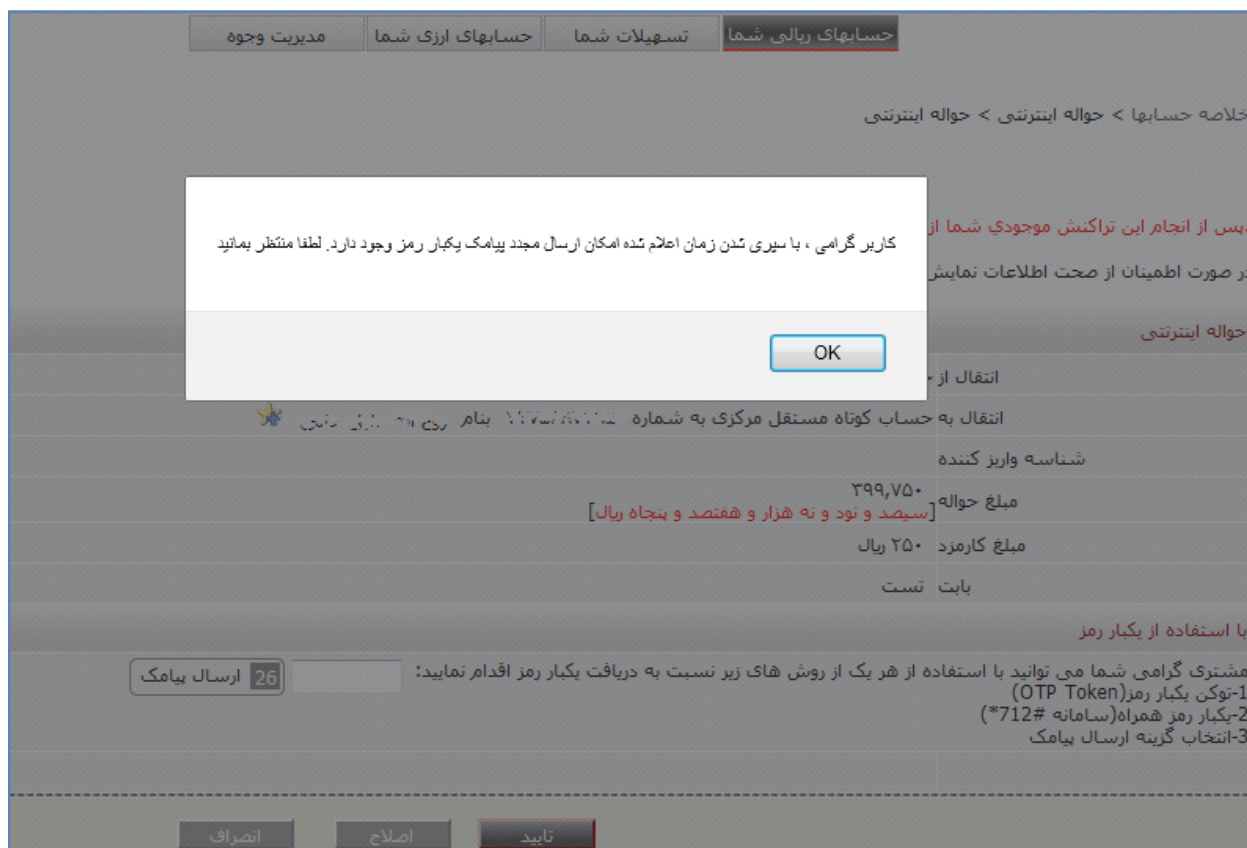 حسابهای ریالی شما
تسهیلات شما
حسابهای ارزی شما
مدیریت وجوه
خلاصه حسابها > حواله اینترنتی > حواله اینترنتی
پس از انجام این تراکنش موجودي شما از
در صورت اطمینان از صحت اطلاعات نمایش
کاربر گرامی ، با سپری شدن زمان اعلام شده امکان ارسال مجدد پیامک یکبار رمز وجود دارد. لطفا منتظر بمانید
OK
حواله اینترنتی
انتقال از
انتقال به حساب کوتاه مستقل مرکزی به شماره بنام
شناسه واریز کننده
مبلغ حواله ۳۹۹,۷۵۰
[سیصد و نود و نه هزار و هفتصد و پنجاه ریال]
مبلغ کارمزد ۲۵۰ ریال
بابت تست
با استفاده از یکبار رمز
مشتری گرامی شما می توانید با استفاده از هر یک از روش های زیر نسبت به دریافت یکبار رمز اقدام نمایید: 26 ارسال پیامک
1-توکن یکبار رمز(OTP Token)
2-یکبار رمز همراه(سامانه #712*)
3-انتخاب گزینه ارسال پیامک
تایید
اصلاح
انصراف